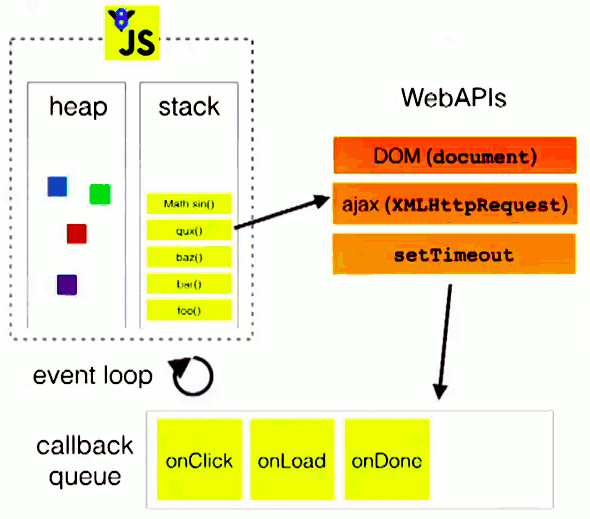 JS
heap
stack
WebAPIs
Math sin()
qux()
baz()
bar()
foo()
DOM (document)
ajax (XMLHttpRequest)
setTimeout
event loop
callback
queue
onClick
onLoad
onDone